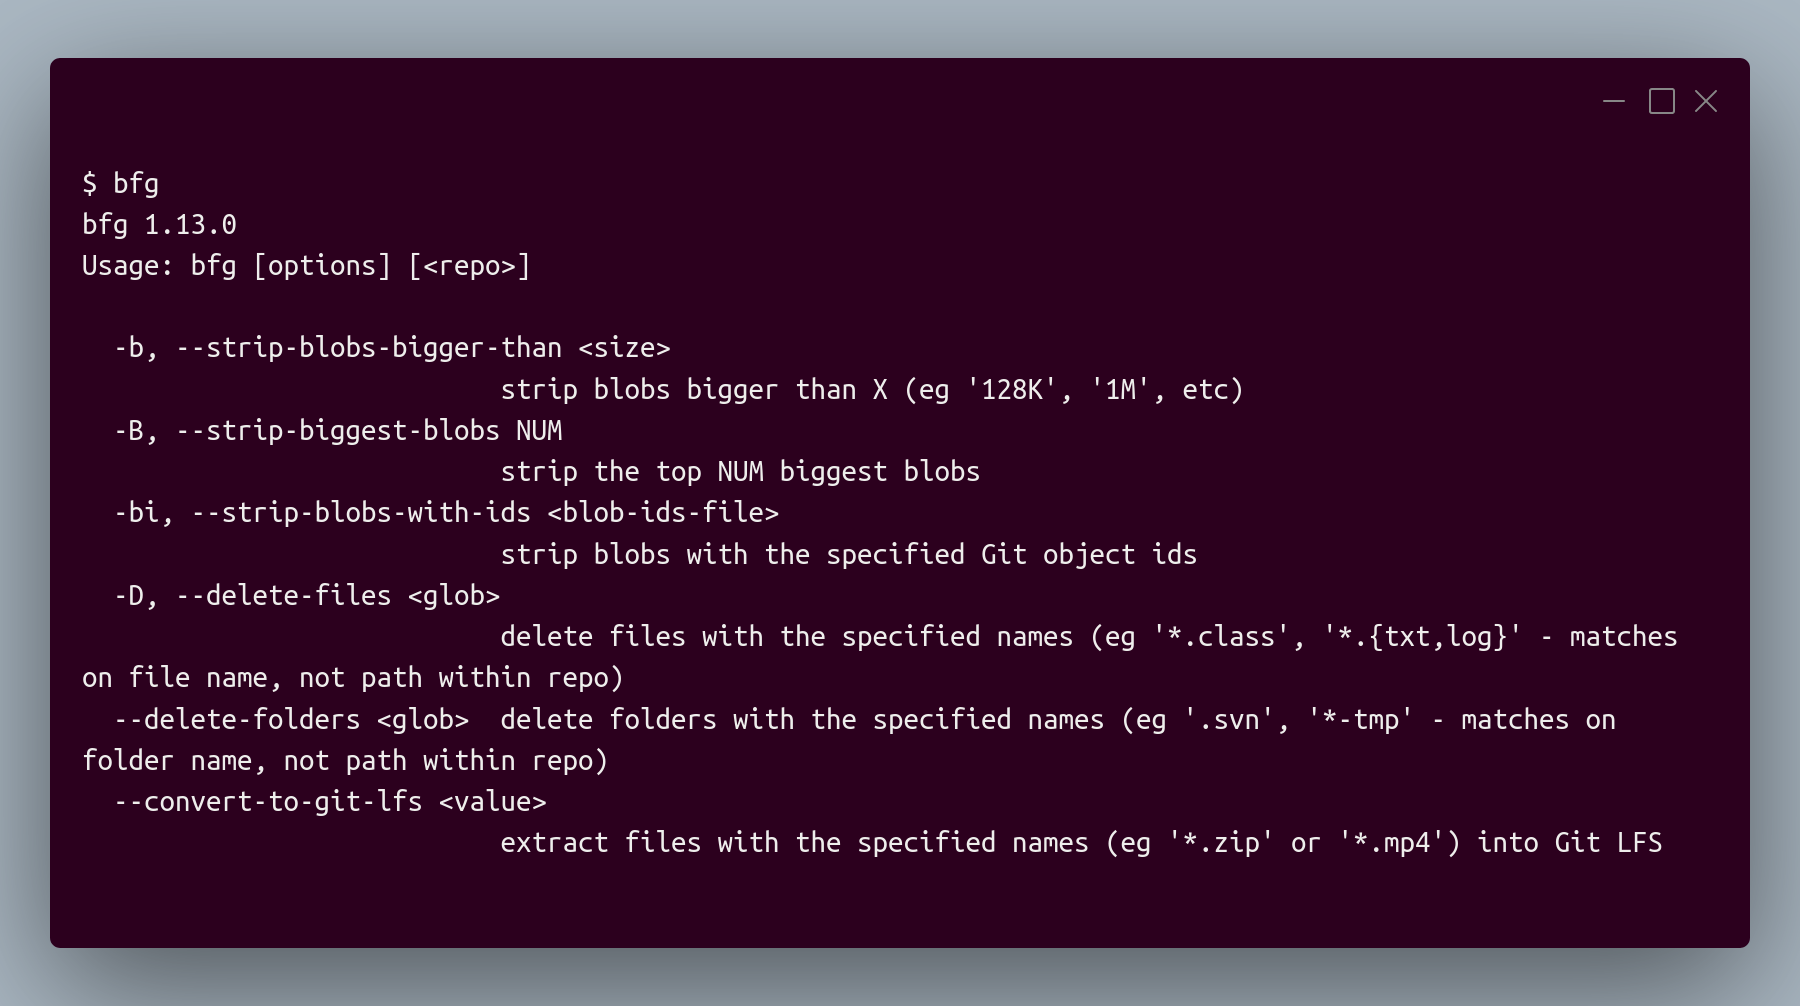 $ bfg
bfg 1.13.0
Usage: bfg [options] [<repo>]

  -b, --strip-blobs-bigger-than <size>
                           strip blobs bigger than X (eg '128K', '1M', etc)
  -B, --strip-biggest-blobs NUM
                           strip the top NUM biggest blobs
  -bi, --strip-blobs-with-ids <blob-ids-file>
                           strip blobs with the specified Git object ids
  -D, --delete-files <glob>
                           delete files with the specified names (eg '*.class', '*.{txt,log}' - matches
on file name, not path within repo)
  --delete-folders <glob>  delete folders with the specified names (eg '.svn', '*-tmp' - matches on
folder name, not path within repo)
  --convert-to-git-lfs <value>
                           extract files with the specified names (eg '*.zip' or '*.mp4') into Git LFS